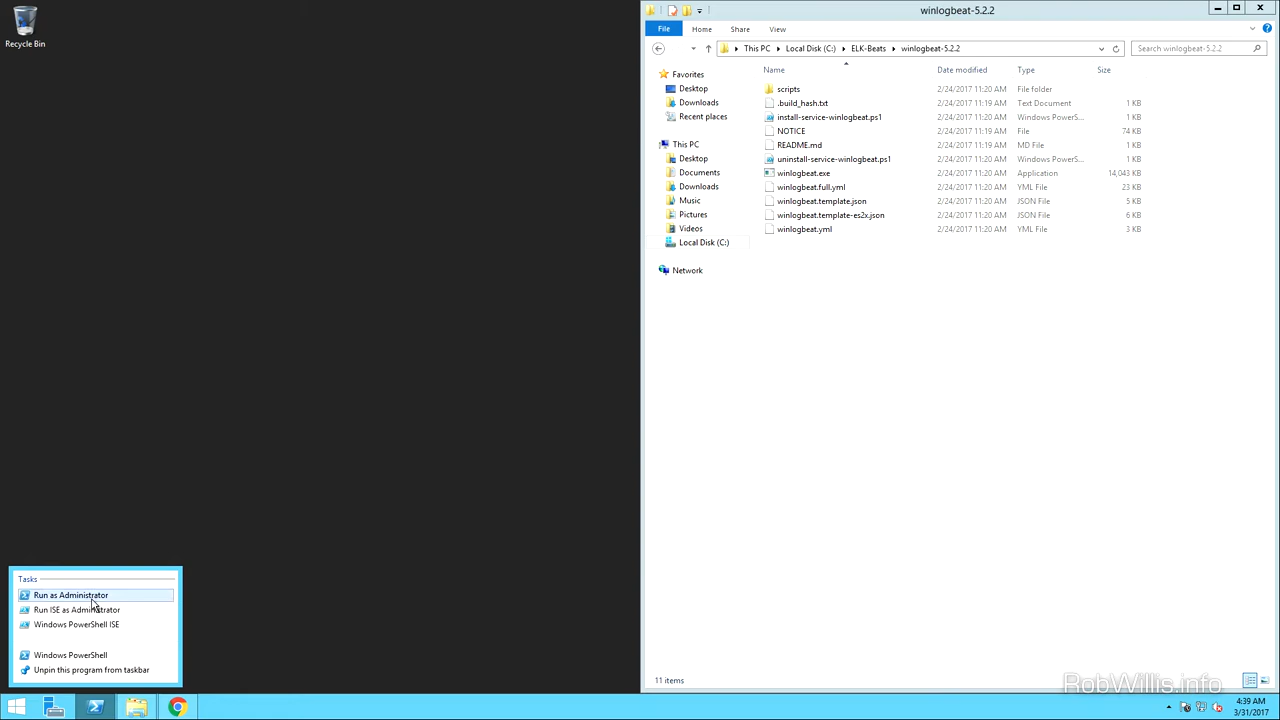 Recycle Bin
winlogbeat-5.2.2
File Home Share View
This PC Local Disk (C:) ELK-Beats winlogbeat-5.2.2 Search winlogbeat-5.2.2
Favorites
Desktop
Downloads
Recent places
This PC
Desktop
Documents
Downloads
Music
Pictures
Videos
Local Disk (C:)
Network
Name Date modified Type Size
scripts 2/24/2017 11:20 AM File folder
.build_hash.txt 2/24/2017 11:19 AM Text Document 1 KB
install-service-winlogbeat.ps1 2/24/2017 11:20 AM Windows PowerS... 1 KB
NOTICE 2/24/2017 11:19 AM File 74 KB
README.md 2/24/2017 11:19 AM MD File 1 KB
uninstall-service-winlogbeat.ps1 2/24/2017 11:20 AM Windows PowerS... 1 KB
winlogbeat.exe 2/24/2017 11:20 AM Application 14,043 KB
winlogbeat.full.yml 2/24/2017 11:20 AM YML File 23 KB
winlogbeat.template.json 2/24/2017 11:20 AM JSON File 5 KB
winlogbeat.template-es2x.json 2/24/2017 11:20 AM JSON File 6 KB
winlogbeat.yml 2/24/2017 11:20 AM YML File 3 KB
Tasks
Run as Administrator
Run ISE as Administrator
Windows PowerShell ISE
Windows PowerShell
Unpin this program from taskbar
11 items
RobWillis.info
4:39 AM
3/31/2017